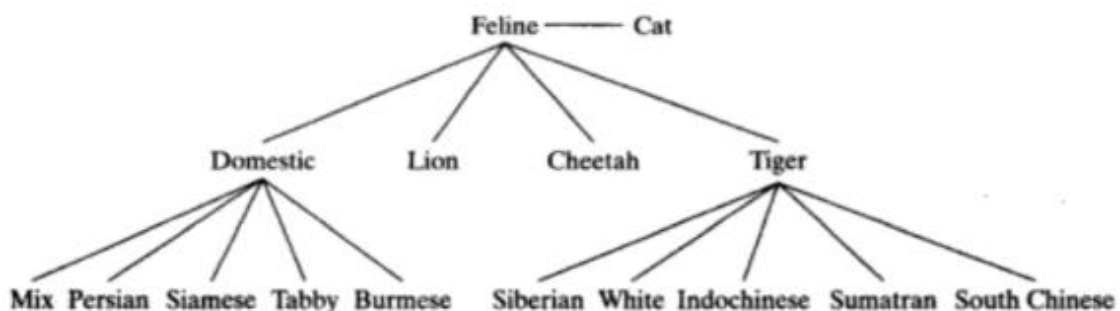 Feline Cat
Domestic Lion Cheetah Tiger
Mix Persian Siamese Tabby Burmese Siberian White Indochinese Sumatran South Chinese